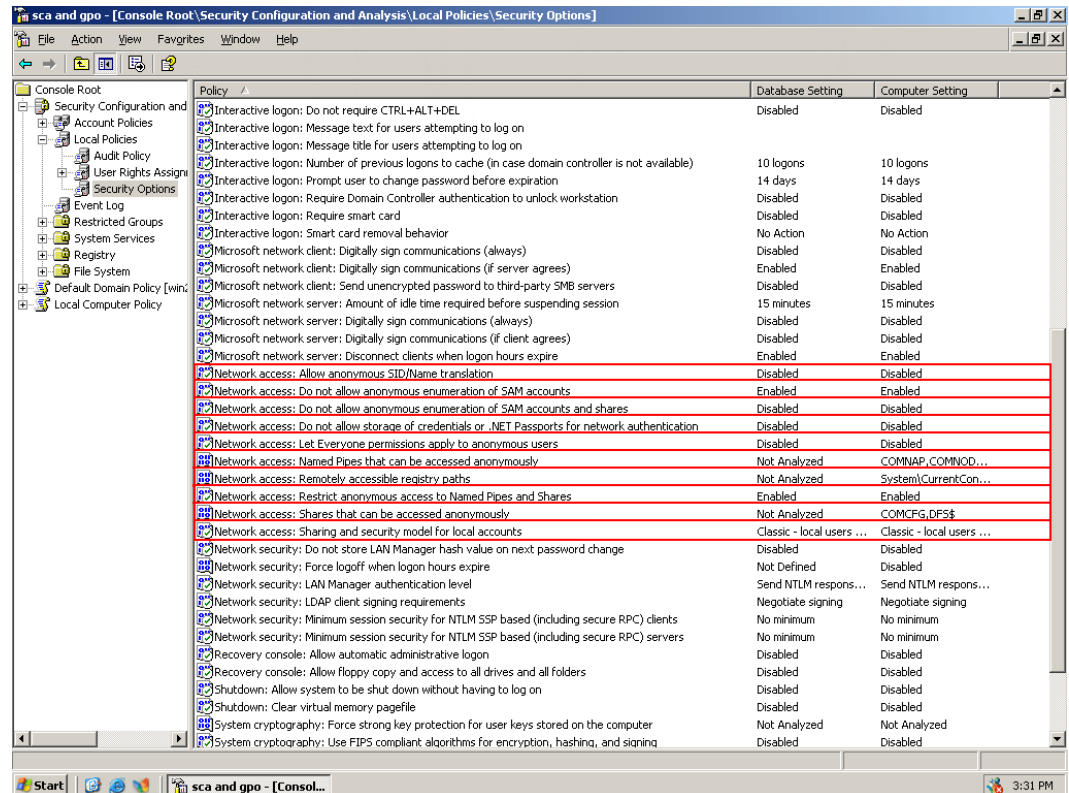 sca and gpo - [Console Root\Security Configuration and Analysis\Local Policies\Security Options]
File Action View Favorites Window Help
Console Root
Security Configuration and
Account Policies
Local Policies
Audit Policy
User Rights Assignn
Security Options
Event Log
Restricted Groups
System Services
Registry
File System
Default Domain Policy [win2
Local Computer Policy
Policy Database Setting Computer Setting
Interactive logon: Do not require CTRL+ALT+DEL Disabled Disabled
Interactive logon: Message text for users attempting to log on
Interactive logon: Message title for users attempting to log on
Interactive logon: Number of previous logons to cache (in case domain controller is not available) 10 logons 10 logons
Interactive logon: Prompt user to change password before expiration 14 days 14 days
Interactive logon: Require Domain Controller authentication to unlock workstation Disabled Disabled
Interactive logon: Require smart card Disabled Disabled
Interactive logon: Smart card removal behavior No Action No Action
Microsoft network client: Digitally sign communications (always) Disabled Disabled
Microsoft network client: Digitally sign communications (if server agrees) Enabled Enabled
Microsoft network client: Send unencrypted password to third-party SMB servers Disabled Disabled
Microsoft network server: Amount of idle time required before suspending session 15 minutes 15 minutes
Microsoft network server: Digitally sign communications (always) Disabled Disabled
Microsoft network server: Digitally sign communications (if client agrees) Disabled Disabled
Microsoft network server: Disconnect clients when logon hours expire Enabled Enabled
Network access: Allow anonymous SID/Name translation Disabled Disabled
Network access: Do not allow anonymous enumeration of SAM accounts Enabled Enabled
Network access: Do not allow anonymous enumeration of SAM accounts and shares Disabled Disabled
Network access: Do not allow storage of credentials or .NET Passports for network authentication Disabled Disabled
Network access: Let Everyone permissions apply to anonymous users Disabled Disabled
Network access: Named Pipes that can be accessed anonymously Not Analyzed COMNAP,COMNOD...
Network access: Remotely accessible registry paths Not Analyzed System\CurrentCon...
Network access: Restrict anonymous access to Named Pipes and Shares Enabled Enabled
Network access: Shares that can be accessed anonymously Not Analyzed COMCFG,DFS$
Network access: Sharing and security model for local accounts Classic - local users ... Classic - local users ...
Network security: Do not store LAN Manager hash value on next password change Disabled Disabled
Network security: Force logoff when logon hours expire Not Defined Disabled
Network security: LAN Manager authentication level Send NTLM respons... Send NTLM respons...
Network security: LDAP client signing requirements Negotiate signing Negotiate signing
Network security: Minimum session security for NTLM SSP based (including secure RPC) clients No minimum No minimum
Network security: Minimum session security for NTLM SSP based (including secure RPC) servers No minimum No minimum
Recovery console: Allow automatic administrative logon Disabled Disabled
Recovery console: Allow floppy copy and access to all drives and all folders Disabled Disabled
Shutdown: Allow system to be shut down without having to log on Disabled Disabled
Shutdown: Clear virtual memory pagefile Disabled Disabled
System cryptography: Force strong key protection for user keys stored on the computer Not Analyzed Not Analyzed
System cryptography: Use FIPS compliant algorithms for encryption, hashing, and signing Disabled Disabled
Start sca and gpo - [Consol... 3:31 PM